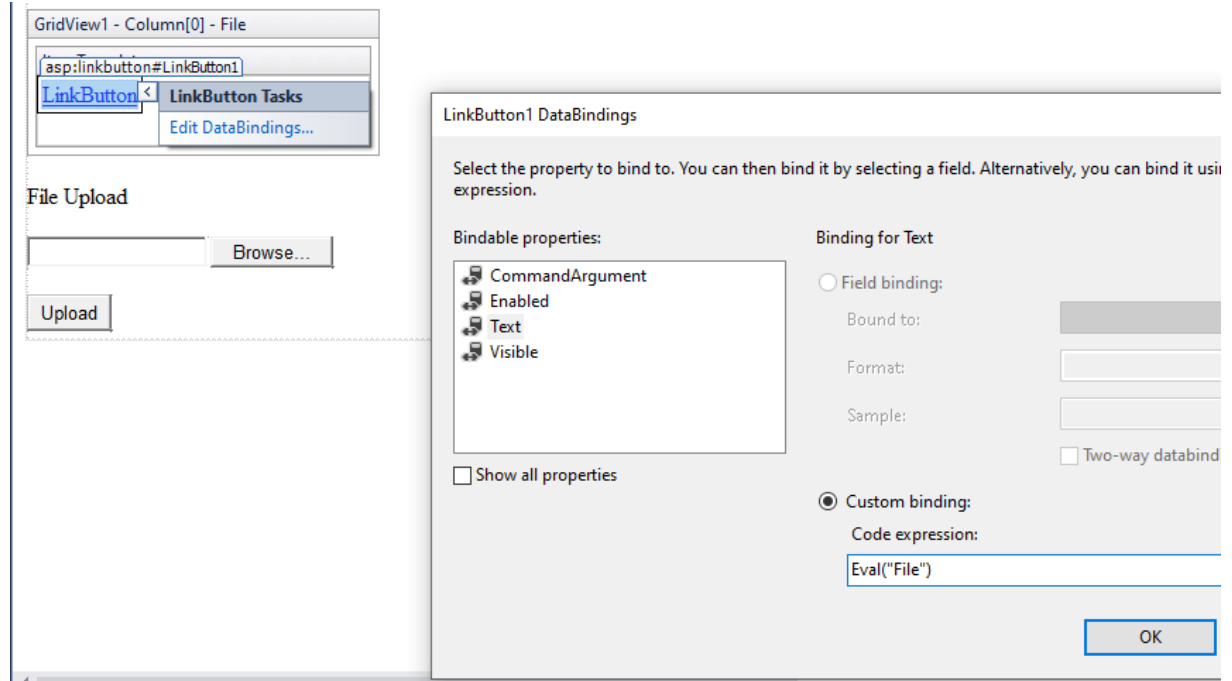 GridView1 - Column[0] - File
asp:linkbutton#LinkButton1
LinkButton
LinkButton Tasks
Edit DataBindings...
File Upload
Browse...
Upload
LinkButton1 DataBindings
Select the property to bind to. You can then bind it by selecting a field. Alternatively, you can bind it
expression.
Bindable properties:
CommandArgument
Enabled
Text
Visible
Show all properties
Binding for Text
Field binding:
Bound to:
Format:
Sample:
Two-way databind
Custom binding:
Code expression:
Eval("File")
OK